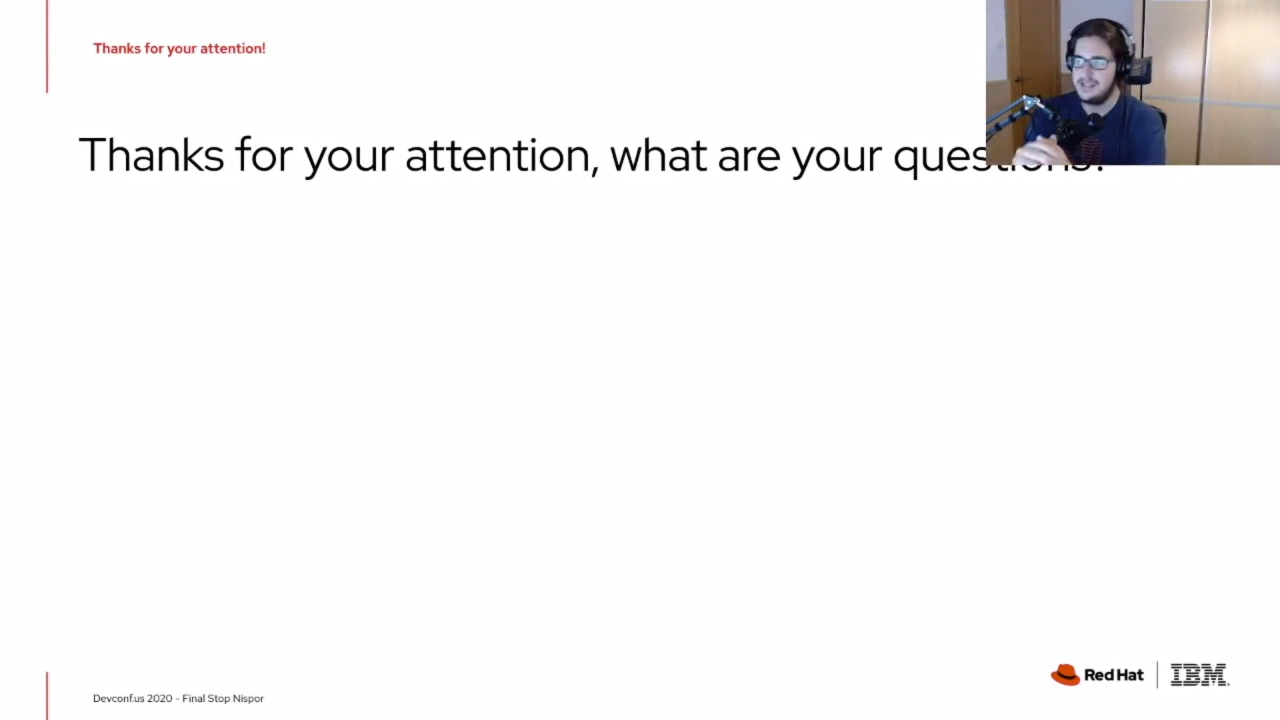 Thanks for your attention!
Thanks for your attention, what are your questions?
Devconf.us 2020 - Final Stop Nispor
Red Hat
IBM